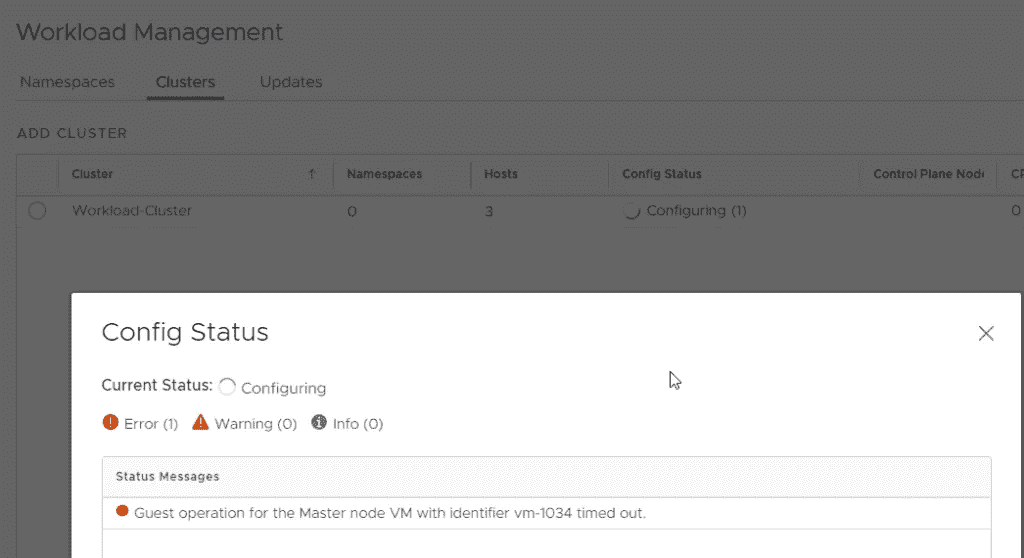 Workload Management
Namespaces Clusters Updates
ADD CLUSTER
Cluster ↑ Namespaces Hosts Config Status Control Plane Node CP
Workload-Cluster 0 3 Configuring (1) 0
Config Status
Current Status: Configuring
Error (1) Warning (0) Info (0)
Status Messages
Guest operation for the Master node VM with identifier vm-1034 timed out.